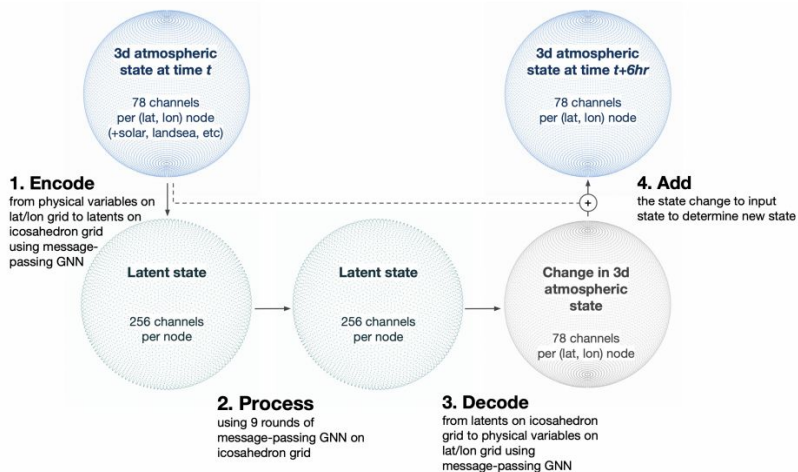 3d atmospheric
state at time t
78 channels
per (lat, lon) node
(+solar, landsea, etc)
3d atmospheric
state at time t+6hr
78 channels
per (lat, lon) node
1. Encode
from physical variables on
lat/lon grid to latents on
icosahedron grid
using message-
passing GNN
4. Add
the state change to input
state to determine new state
+
Latent state
256 channels
per node
Latent state
256 channels
per node
Change in 3d
atmospheric
state
78 channels
per (lat, lon) node
2. Process
using 9 rounds of
message-passing GNN on
icosahedron grid
3. Decode
from latents on icosahedron
grid to physical variables on
lat/lon grid using
message-passing GNN